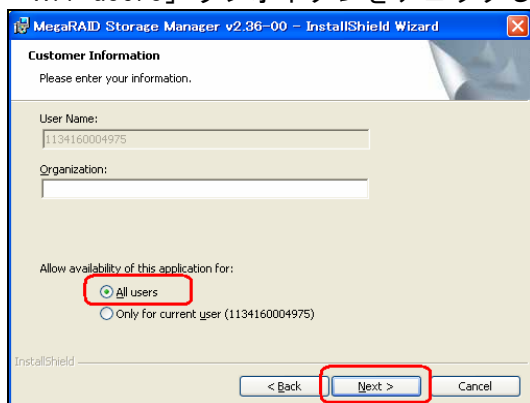 MegaRAID Storage Manager v2.36-00 - InstallShield Wizard
Customer Information
Please enter your information.
User Name:
1134160004975
Organization:
Allow availability of this application for:
All users
Only for current user (1134160004975)
InstallShield
< Back Next > Cancel